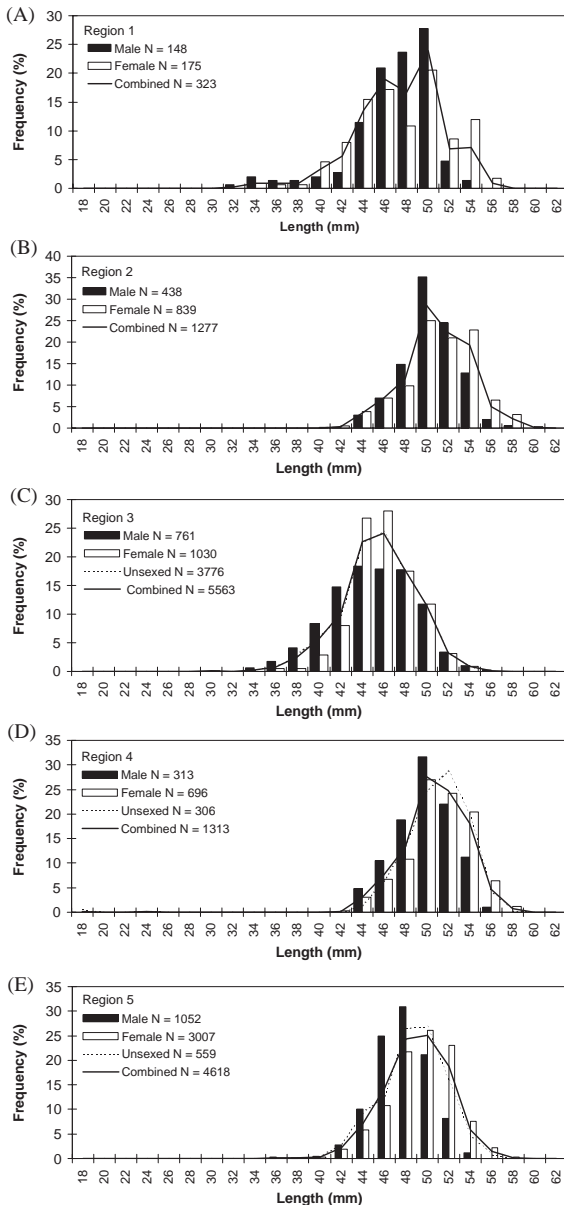 (A)
Region 1
Male N = 148
Female N = 175
Combined N = 323
Frequency (%)
30
25
20
15
10
5
0
18 20 22 24 26 28 30 32 34 36 38 40 42 44 46 48 50 52 54 56 58 60 62
Length (mm)
(B)
Region 2
Male N = 438
Female N = 839
Combined N = 1277
Frequency (%)
40
35
30
25
20
15
10
5
0
18 20 22 24 26 28 30 32 34 36 38 40 42 44 46 48 50 52 54 56 58 60 62
Length (mm)
(C)
Region 3
Male N = 761
Female N = 1030
Unsexed N = 3776
Combined N = 5563
Frequency (%)
30
25
20
15
10
5
0
18 20 22 24 26 28 30 32 34 36 38 40 42 44 46 48 50 52 54 56 58 60 62
Length (mm)
(D)
Region 4
Male N = 313
Female N = 696
Unsexed N = 306
Combined N = 1313
Frequency (%)
35
30
25
20
15
10
5
0
18 20 22 24 26 28 30 32 34 36 38 40 42 44 46 48 50 52 54 56 58 60 62
Length (mm)
(E)
Region 5
Male N = 1052
Female N = 3007
Unsexed N = 559
Combined N = 4618
Frequency (%)
35
30
25
20
15
10
5
0
18 20 22 24 26 28 30 32 34 36 38 40 42 44 46 48 50 52 54 56 58 60 62
Length (mm)